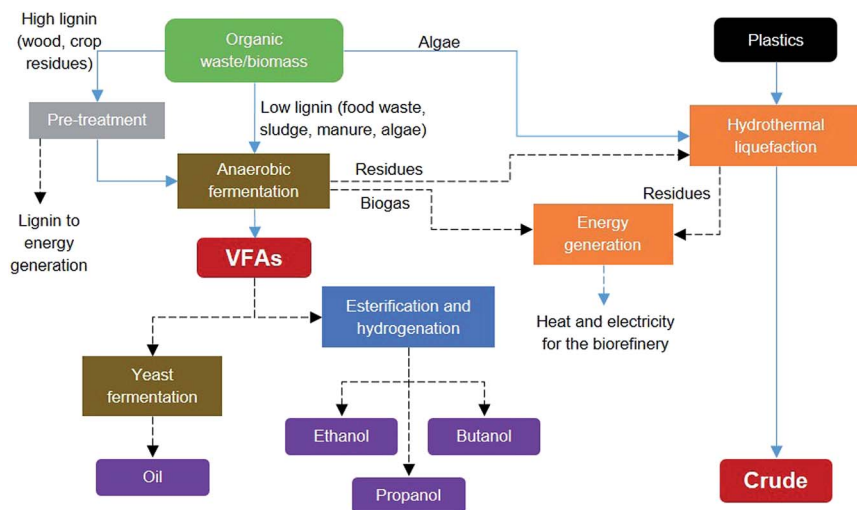 High lignin
(wood, crop
residues)
Organic
waste/biomass
Algae
Plastics
Pre-treatment
Low lignin (food waste,
sludge, manure, algae)
Hydrothermal
liquefaction
Anaerobic
fermentation
Residues
Biogas
Residues
Lignin to
energy
generation
Energy
generation
VFAs
Esterification and
hydrogenation
Heat and electricity
for the biorefinery
Yeast
fermentation
Ethanol
Butanol
Oil
Propanol
Crude